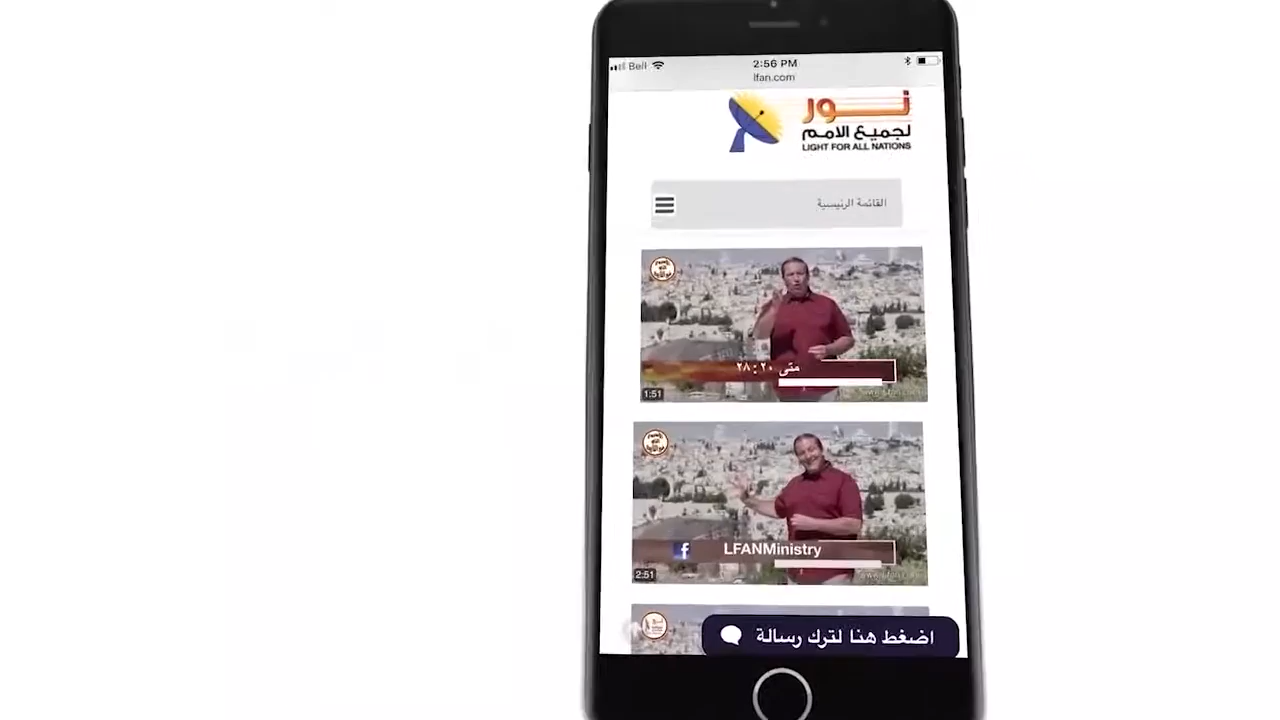 Bell
2:56 PM
lfan.com
نور
لجميع الامم
LIGHT FOR ALL NATIONS
القائمة الرئيسية
متى ٢٠ : ٢٨
1:51
LFANMinistry
2:51
اضغط هنا لترك رسالة